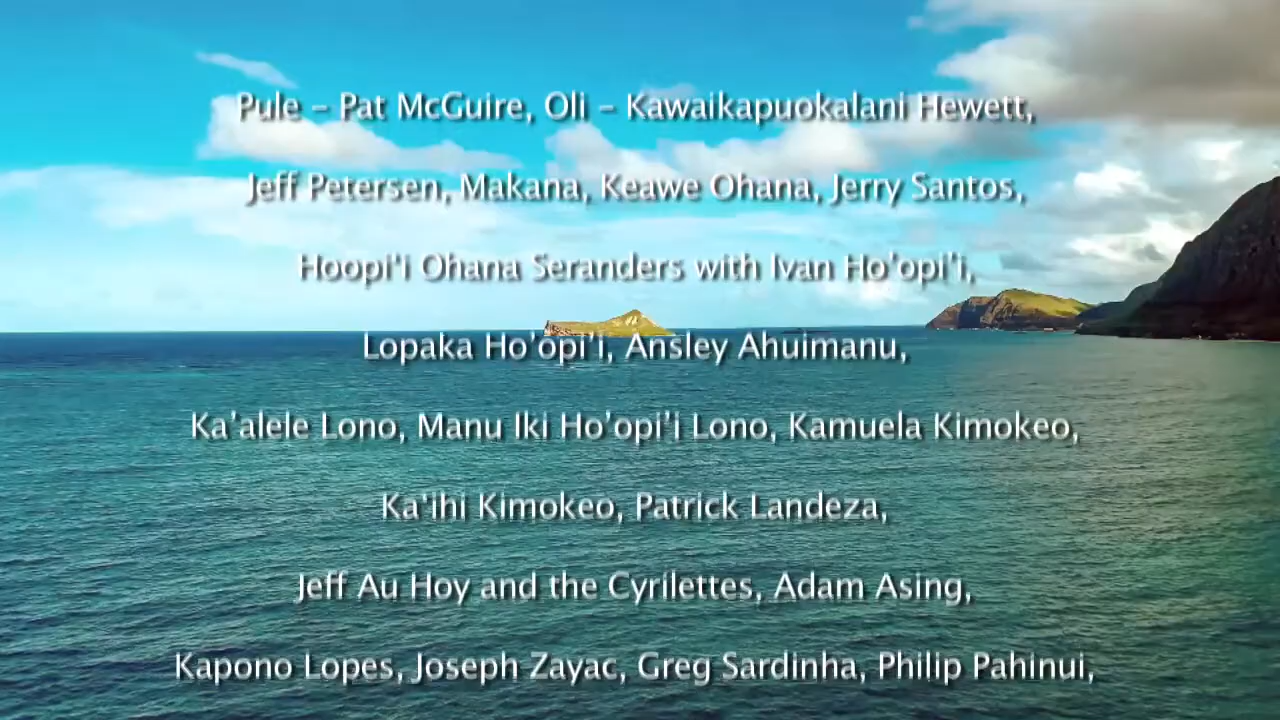 Pule – Pat McGuire, Oli – Kawaikapuokalani Hewett,
Jeff Petersen, Makana, Keawe Ohana, Jerry Santos,
Hoopi'i Ohana Seranders with Ivan Ho'opi'i,
Lopaka Ho'opi'i, Ansley Ahuimanu,
Ka'alele Lono, Manu Iki Ho'opi'i Lono, Kamuela Kimokeo,
Ka'ihi Kimokeo, Patrick Landeza,
Jeff Au Hoy and the Cyrilettes, Adam Asing,
Kapono Lopes, Joseph Zayac, Greg Sardinha, Philip Pahinui,